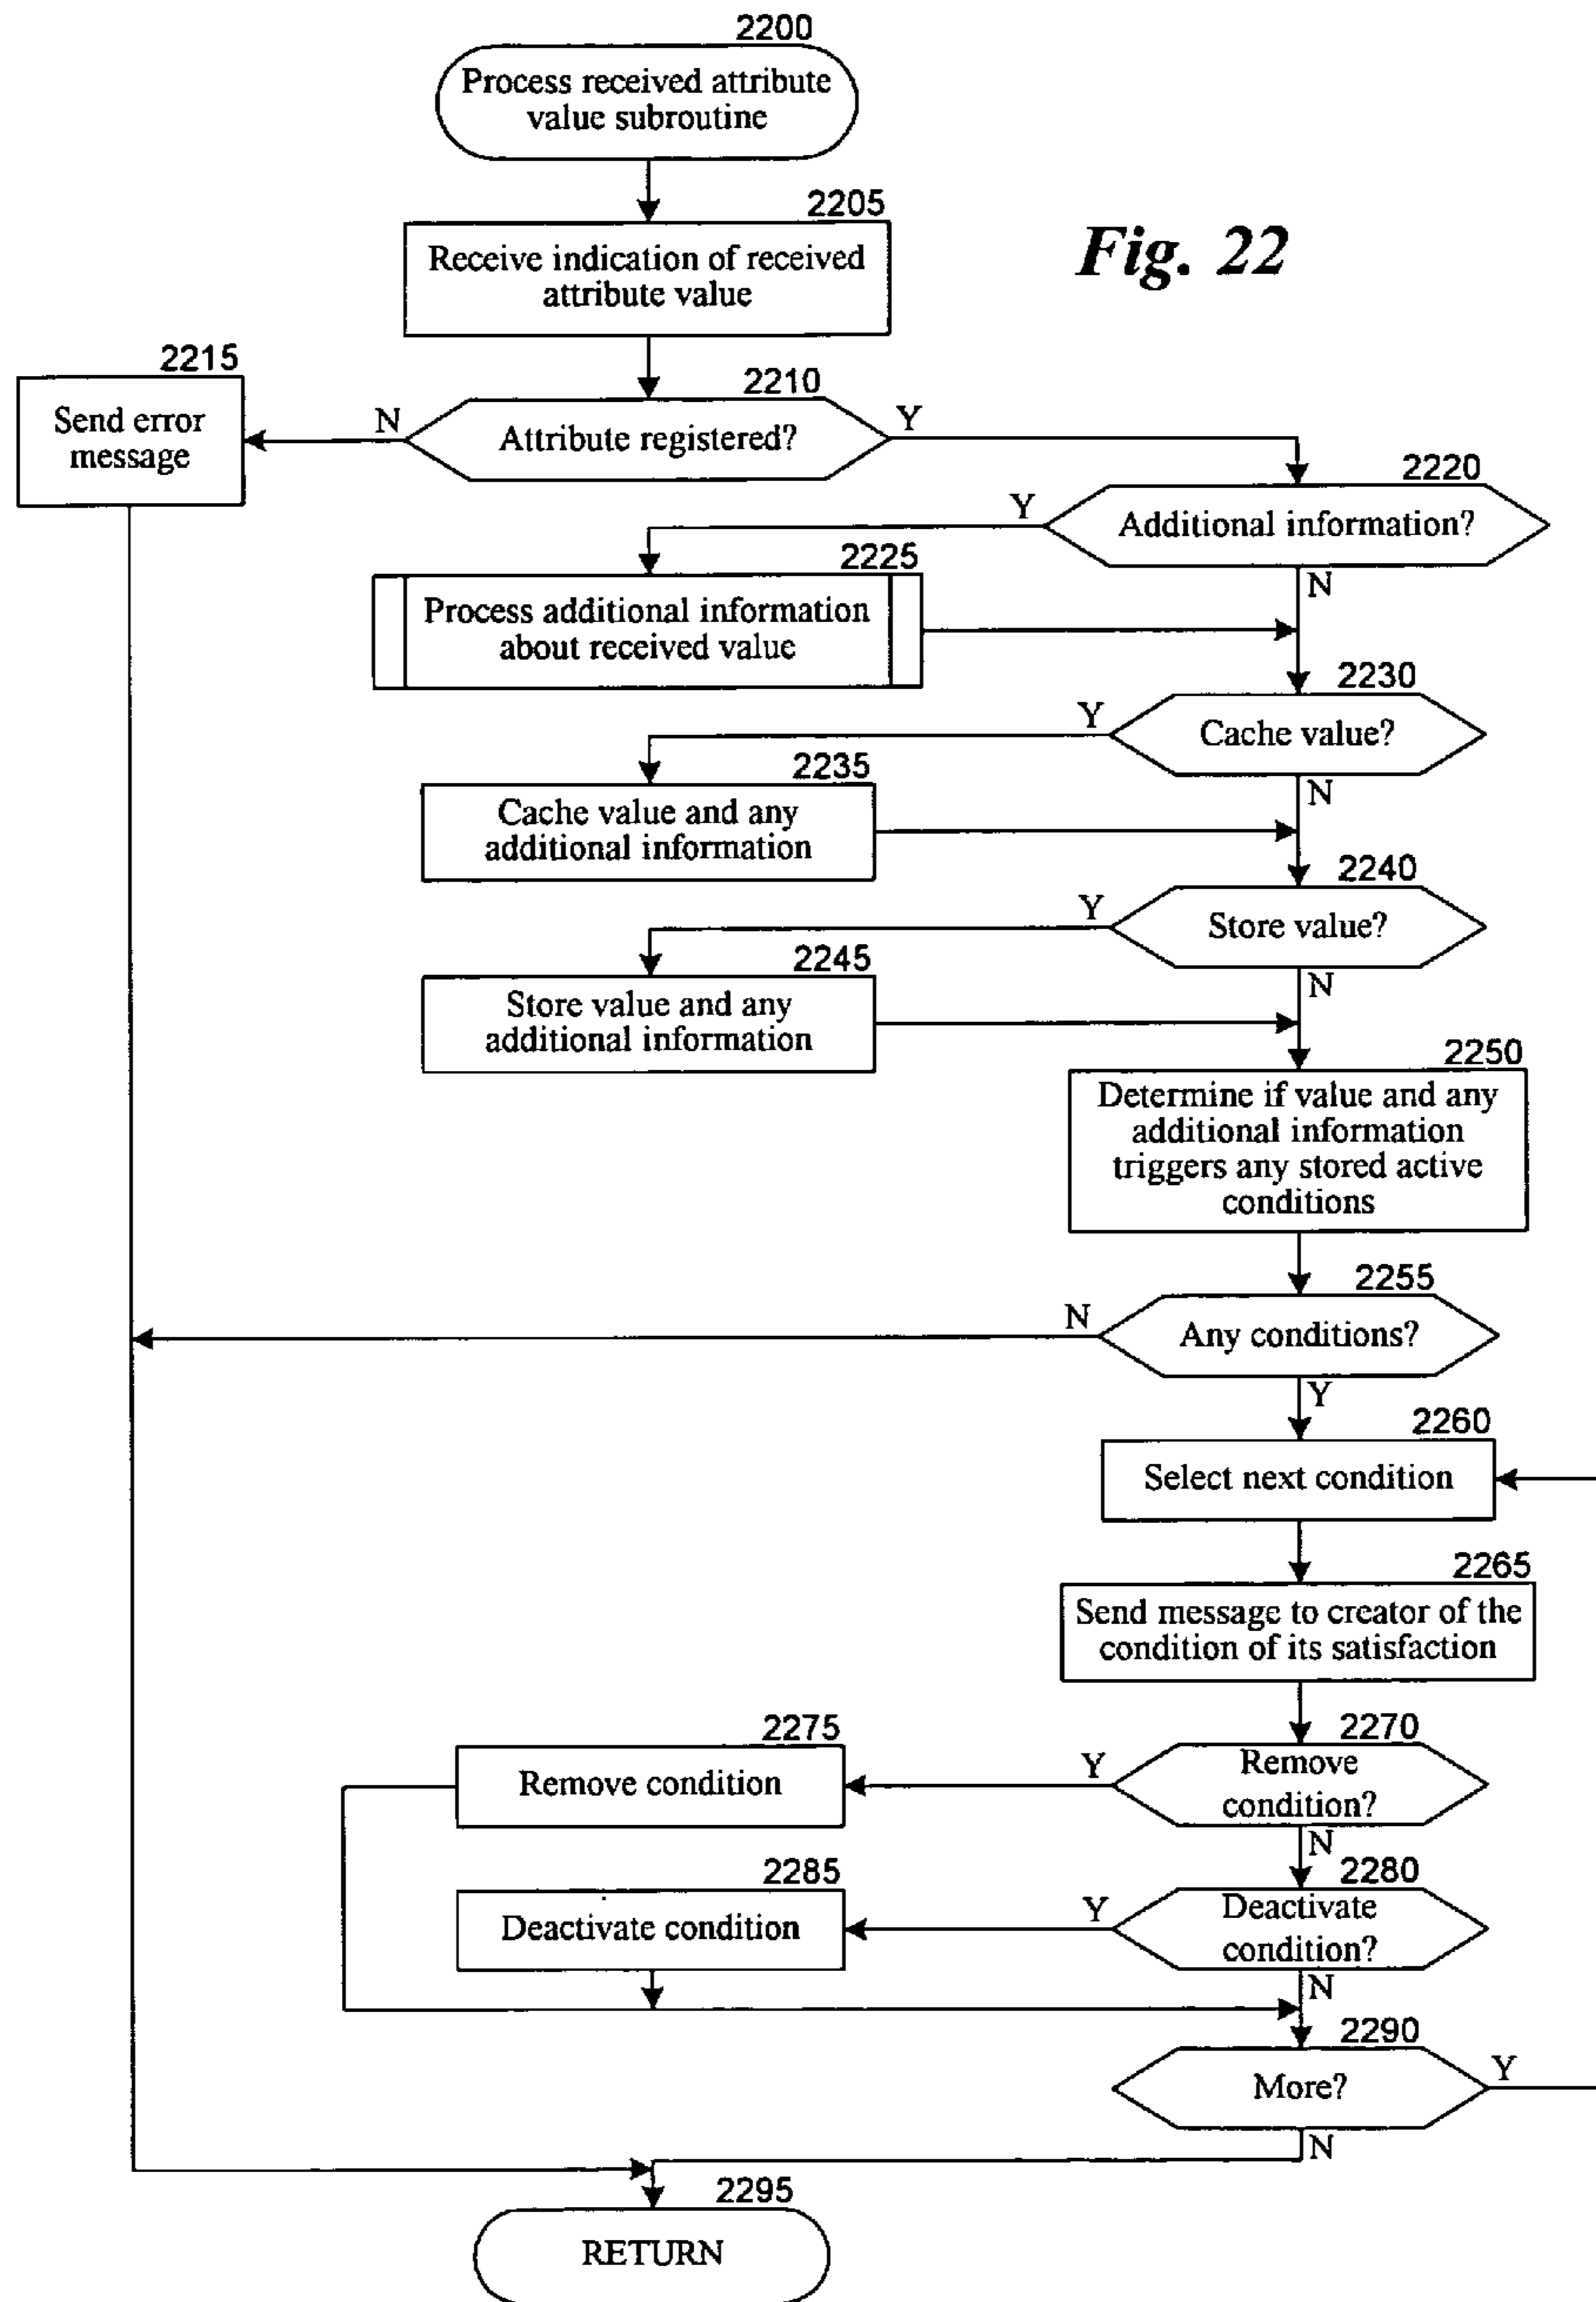 2200
Process received attribute
value subroutine
2205
Receive indication of received
attribute value
Fig. 22
2215
Send error
message
N
2210
Attribute registered?
Y
2220
Additional information?
Y
N
2225
Process additional information
about received value
2230
Cache value?
Y
N
2235
Cache value and any
additional information
2240
Store value?
Y
N
2245
Store value and any
additional information
2250
Determine if value and any
additional information
triggers any stored active
conditions
2255
Any conditions?
N
Y
2260
Select next condition
2265
Send message to creator of the
condition of its satisfaction
2270
Remove
condition?
Y
N
2275
Remove condition
2280
Deactivate
condition?
Y
N
2285
Deactivate condition
2290
More?
Y
N
2295
RETURN